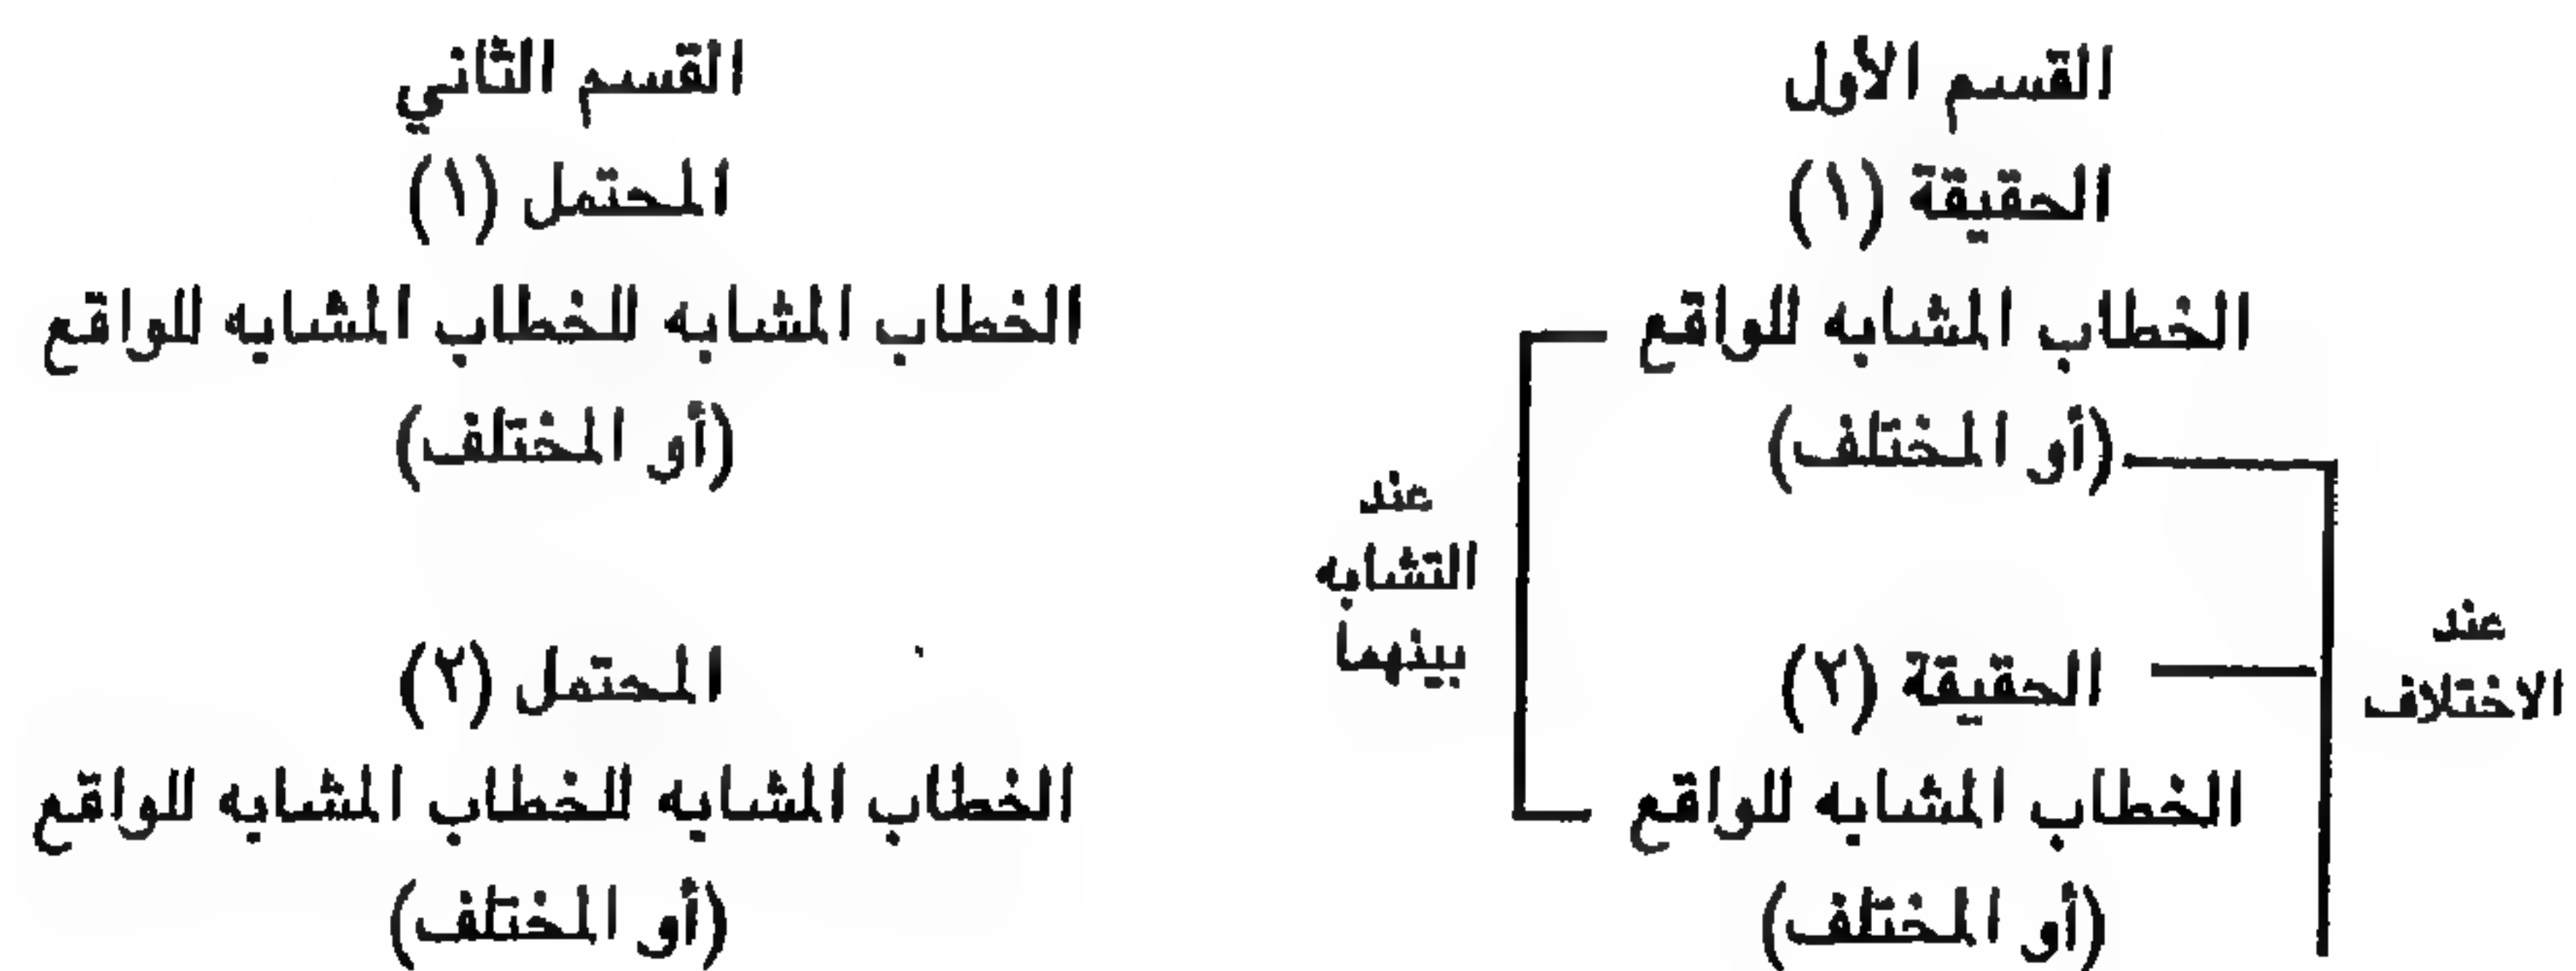 القسم الأول
الحقيقة (١)
الخطاب المشابه للواقع
(أو المختلف)
الحقيقة (٢)
الخطاب المشابه للواقع
(أو المختلف)
عند
الاختلاف
عند
التشابه
بينهما
القسم الثاني
المحتمل (١)
الخطاب المشابه للخطاب المشابه للواقع
(أو المختلف)
المحتمل (٢)
الخطاب المشابه للخطاب المشابه للواقع
(أو المختلف)